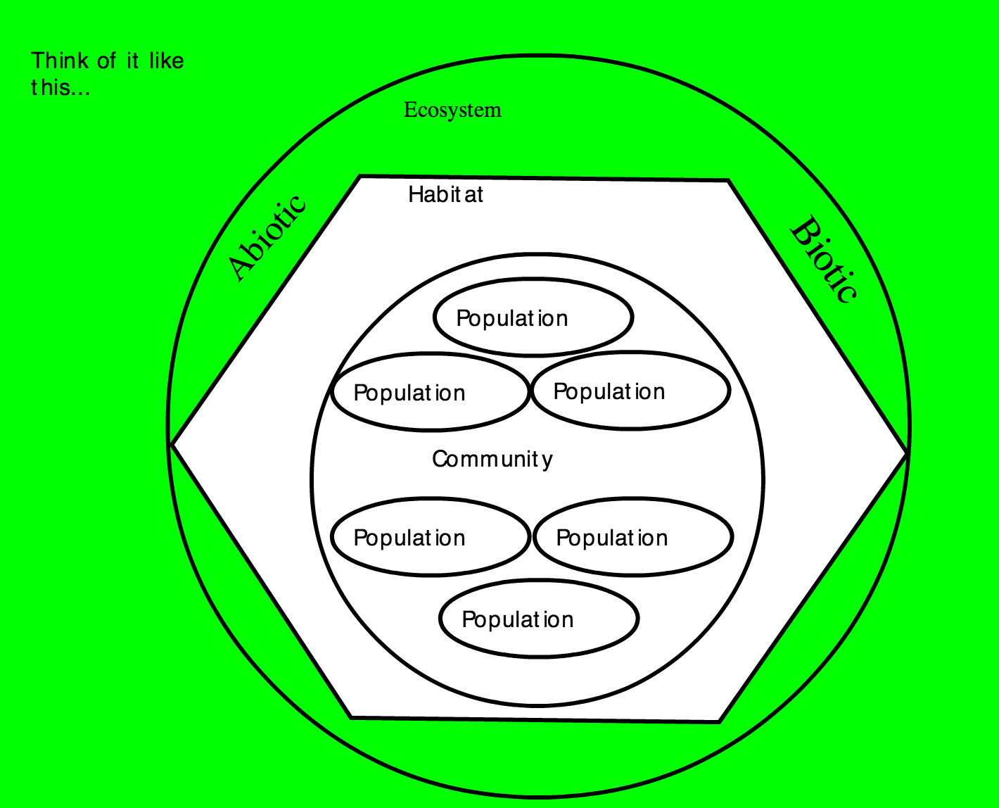 Think of it like
this...
Ecosystem
Habitat
Abiotic
Biotic
Population
Population
Population
Community
Population
Population
Population